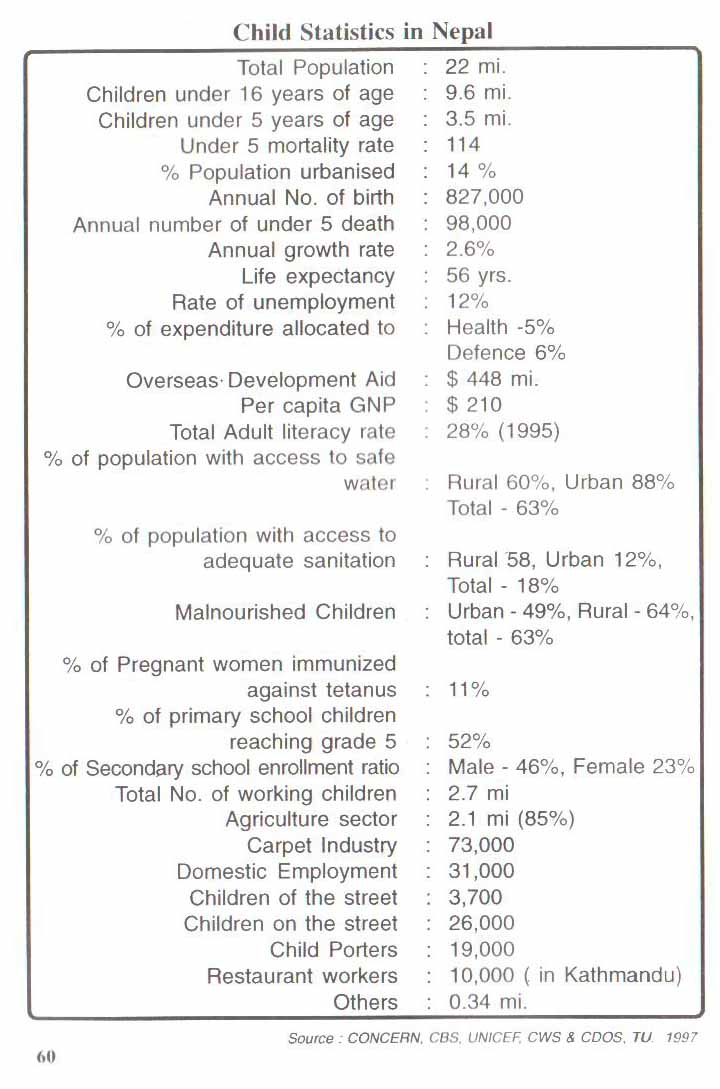 Child Statistics in Nepal
Total Population : 22 mi.
Children under 16 years of age : 9.6 mi.
Children under 5 years of age : 3.5 mi.
Under 5 mortality rate : 114
% Population urbanised : 14 %
Annual No. of birth : 827,000
Annual number of under 5 death : 98,000
Annual growth rate : 2.6%
Life expectancy : 56 yrs.
Rate of unemployment : 12%
% of expenditure allocated to : Health -5%
Defence 6%
Overseas Development Aid : $ 448 mi.
Per capita GNP : $ 210
Total Adult literacy rate : 28% (1995)
% of population with access to safe
water : Rural 60%, Urban 88%
Total - 63%
% of population with access to
adequate sanitation : Rural 58, Urban 12%,
Total - 18%
Malnourished Children : Urban - 49%, Rural - 64%,
total - 63%
% of Pregnant women immunized
against tetanus : 11%
% of primary school children
reaching grade 5 : 52%
% of Secondary school enrollment ratio : Male - 46%, Female 23%
Total No. of working children : 2.7 mi
Agriculture sector : 2.1 mi (85%)
Carpet Industry : 73,000
Domestic Employment : 31,000
Children of the street : 3,700
Children on the street : 26,000
Child Porters : 19,000
Restaurant workers : 10,000 ( in Kathmandu)
Others : 0.34 mi.
Source : CONCERN, CBS, UNICEF, CWS & CDOS, TU. 1997
60